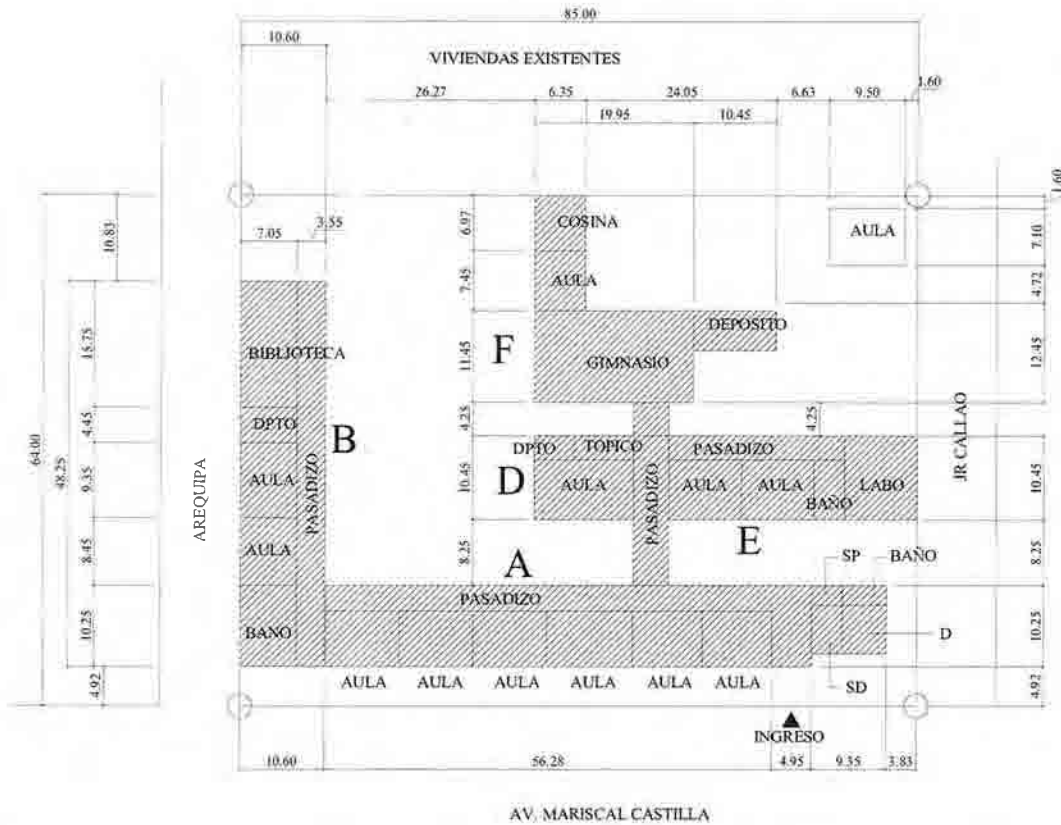 85.00
10.60
VIVIENDAS EXISTENTES
26.27 6.35 24.05 6.63 9.50 1.60
19.95 10.45
1.60
10.83
7.05 3.55
6.97
COSINA
AULA
7.10
AULA
7.45
4.72
DEPOSITO
15.75
BIBLIOTECA
F
11.45
GIMNASIO
12.45
64.00
48.25
4.45
DPTO
B
4.25
4.25
JR CALLAO
DPTO TOPICO PASADIZO
9.35
AULA
PASADIZO
D
10.45
AULA
AULA
AULA
LABO
BAÑO
10.45
AREQUIPA
PASADIZO
E
8.45
AULA
8.25
A
SP BAÑO
8.25
PASADIZO
10.25
BAÑO
D
10.25
4.92
AULA AULA AULA AULA AULA AULA
SD
4.92
INGRESO
10.60 56.28 4.95 9.35 3.83
AV. MARISCAL CASTILLA